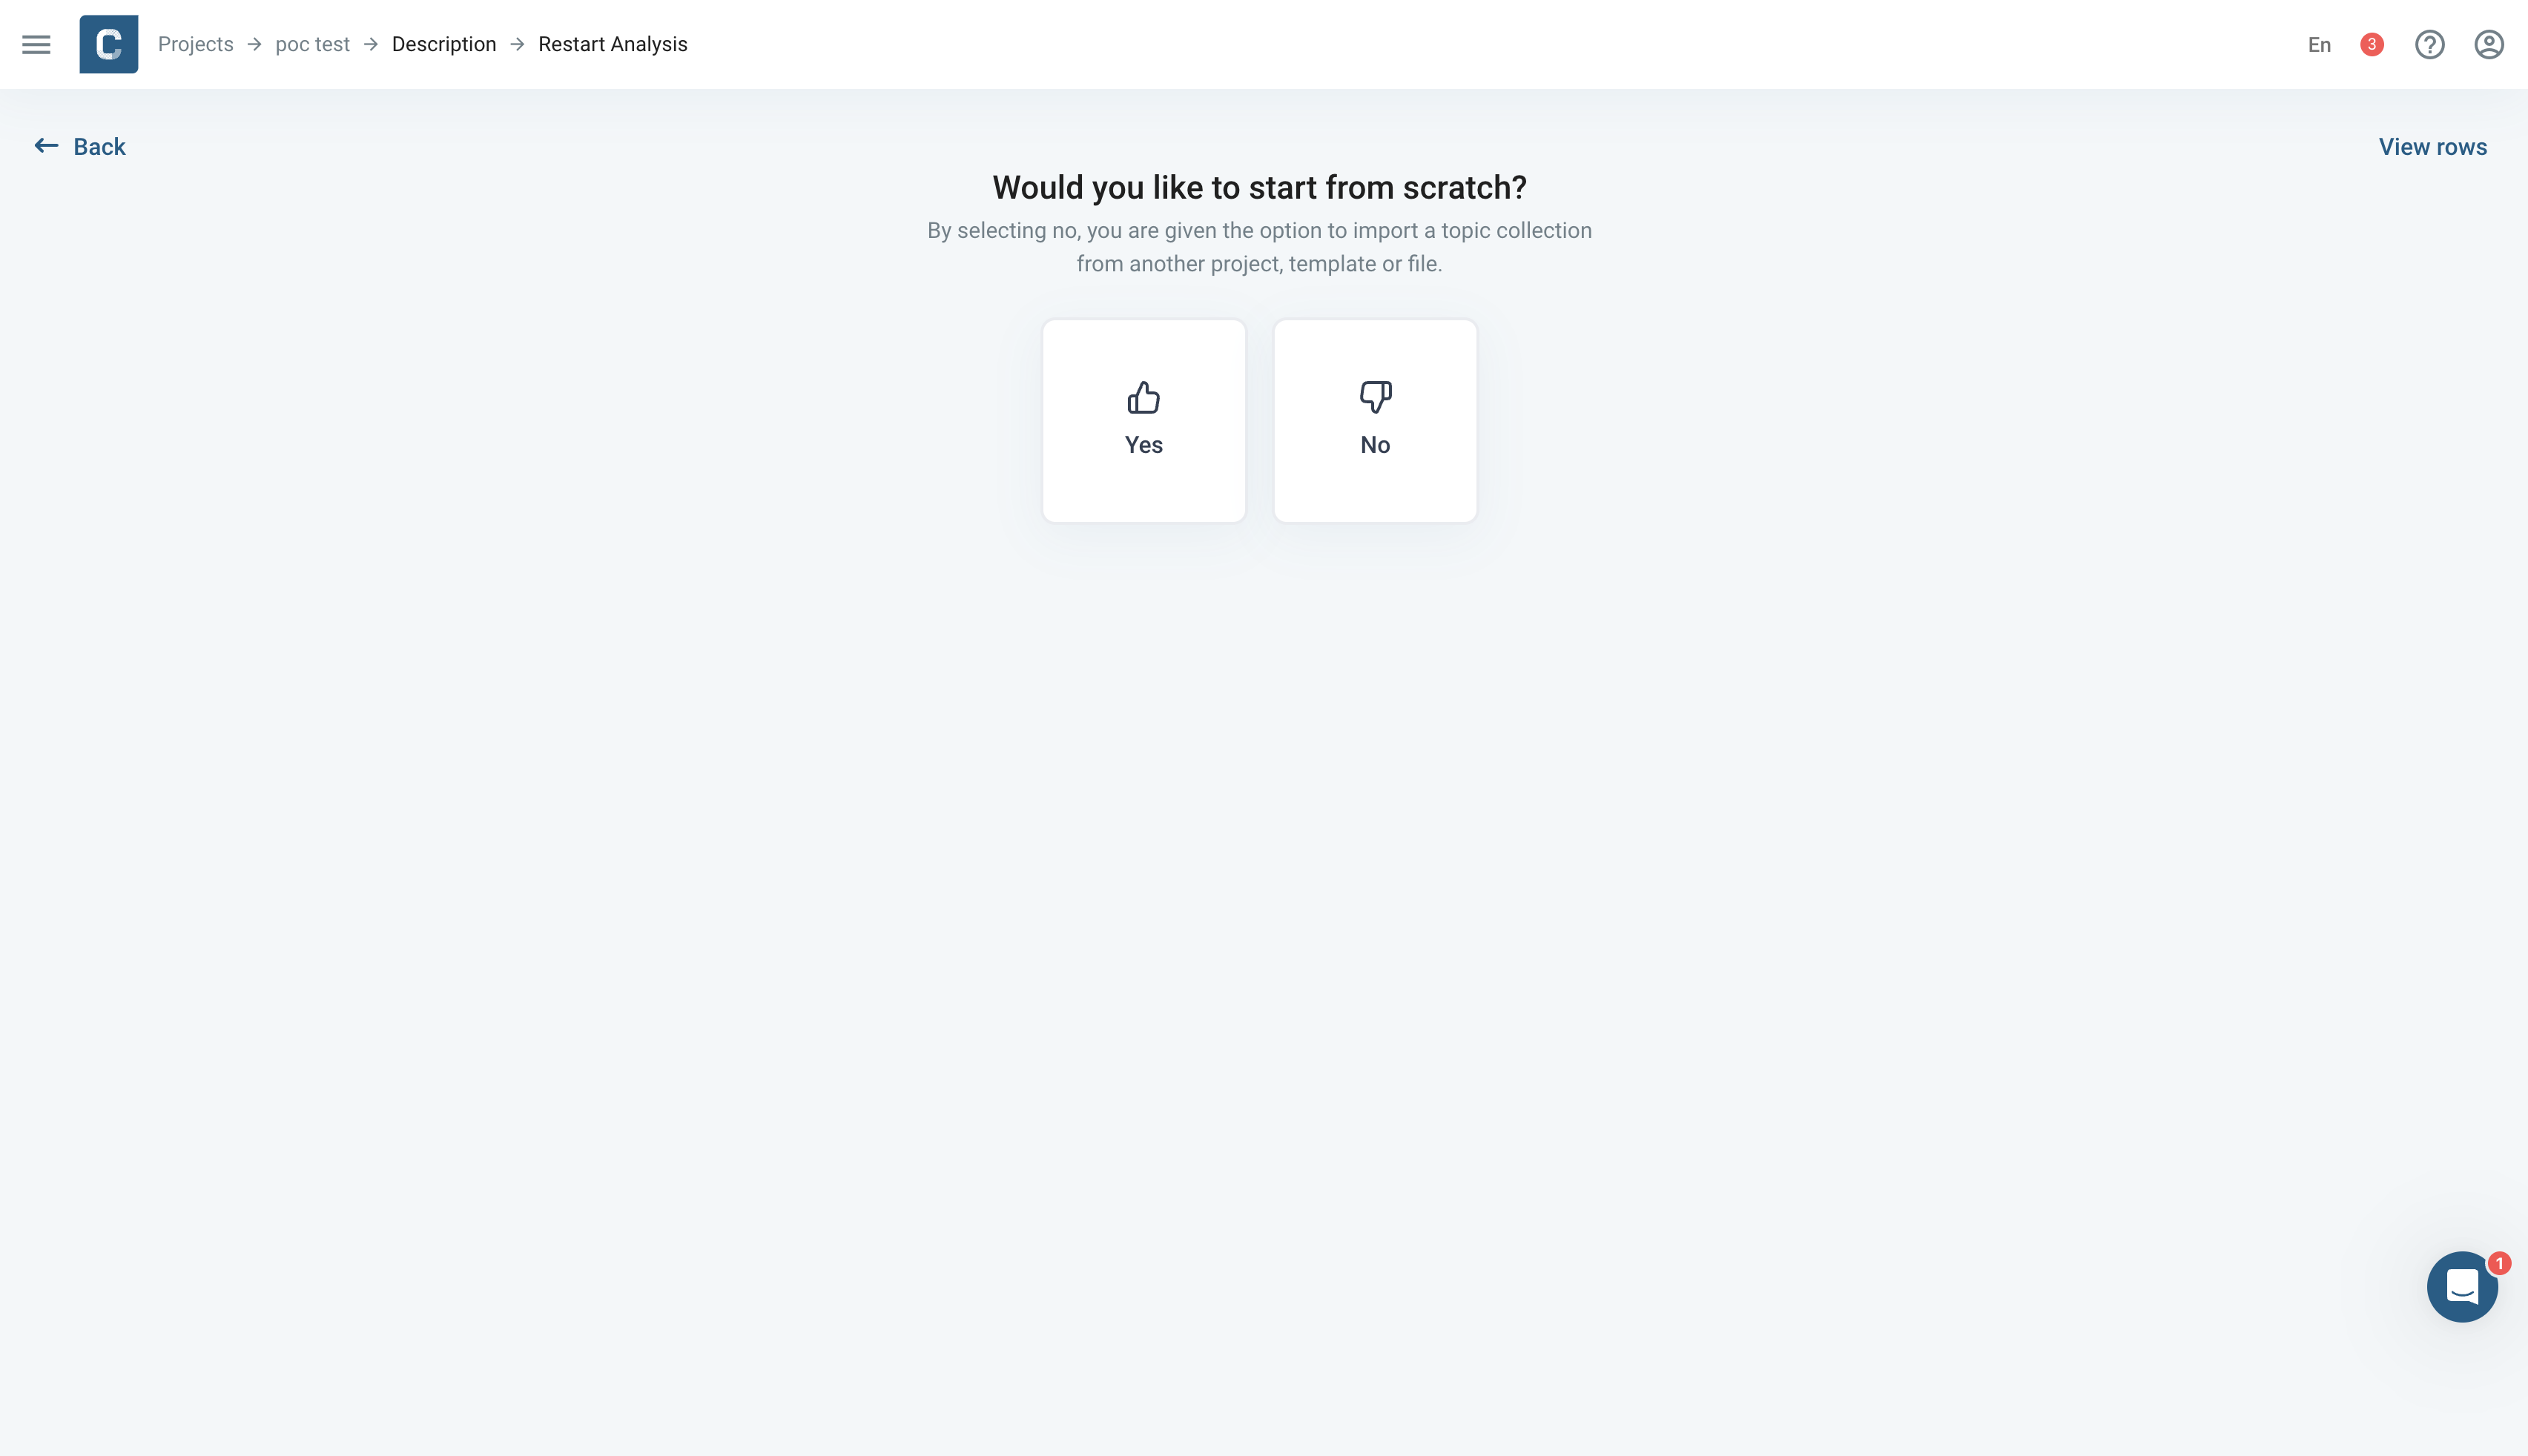 C Projects → poc test → Description → Restart Analysis En 3
← Back View rows
Would you like to start from scratch?
By selecting no, you are given the option to import a topic collection
from another project, template or file.
Yes No
1